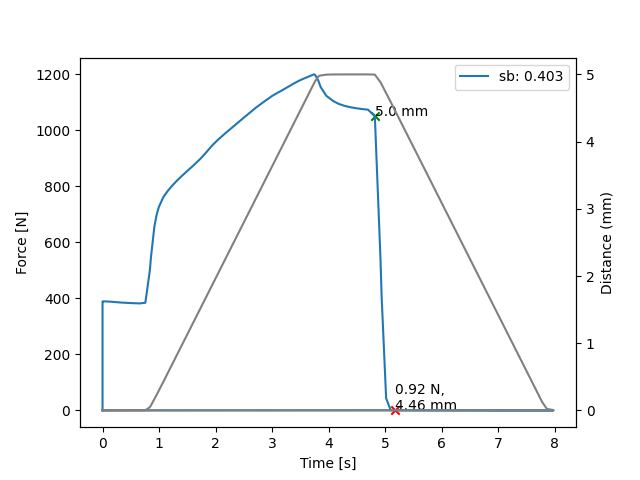 sb: 0.403
1200
1000
800
600
400
200
0
Force [N]
5
4
3
2
1
0
Distance (mm)
5.0 mm
0.92 N,
4.46 mm
0 1 2 3 4 5 6 7 8
Time [s]